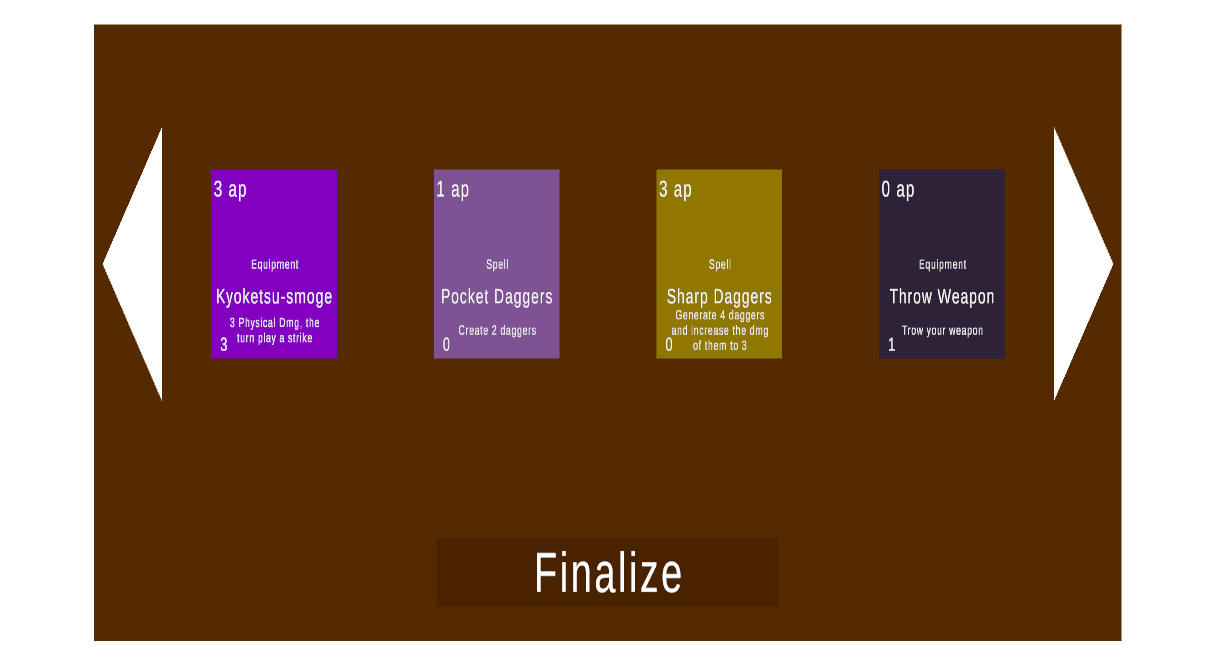 3 ap
Equipment
Kyoketsu-smoge
3 Physical Dmg, the
turn play a strike
3
1 ap
Spell
Pocket Daggers
Create 2 daggers
0
3 ap
Spell
Sharp Daggers
Generate 4 daggers
and increase the dmg
of them to 3
0
0 ap
Equipment
Throw Weapon
Trow your weapon
1
Finalize